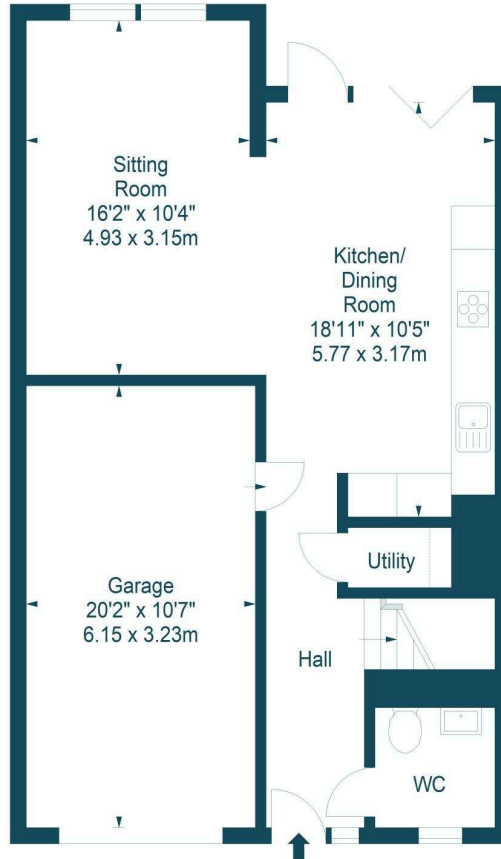 Sitting
Room
16'2" x 10'4"
4.93 x 3.15m
Kitchen/
Dining
Room
18'11" x 10'5"
5.77 x 3.17m
Garage
20'2" x 10'7"
6.15 x 3.23m
Utility
Hall
WC